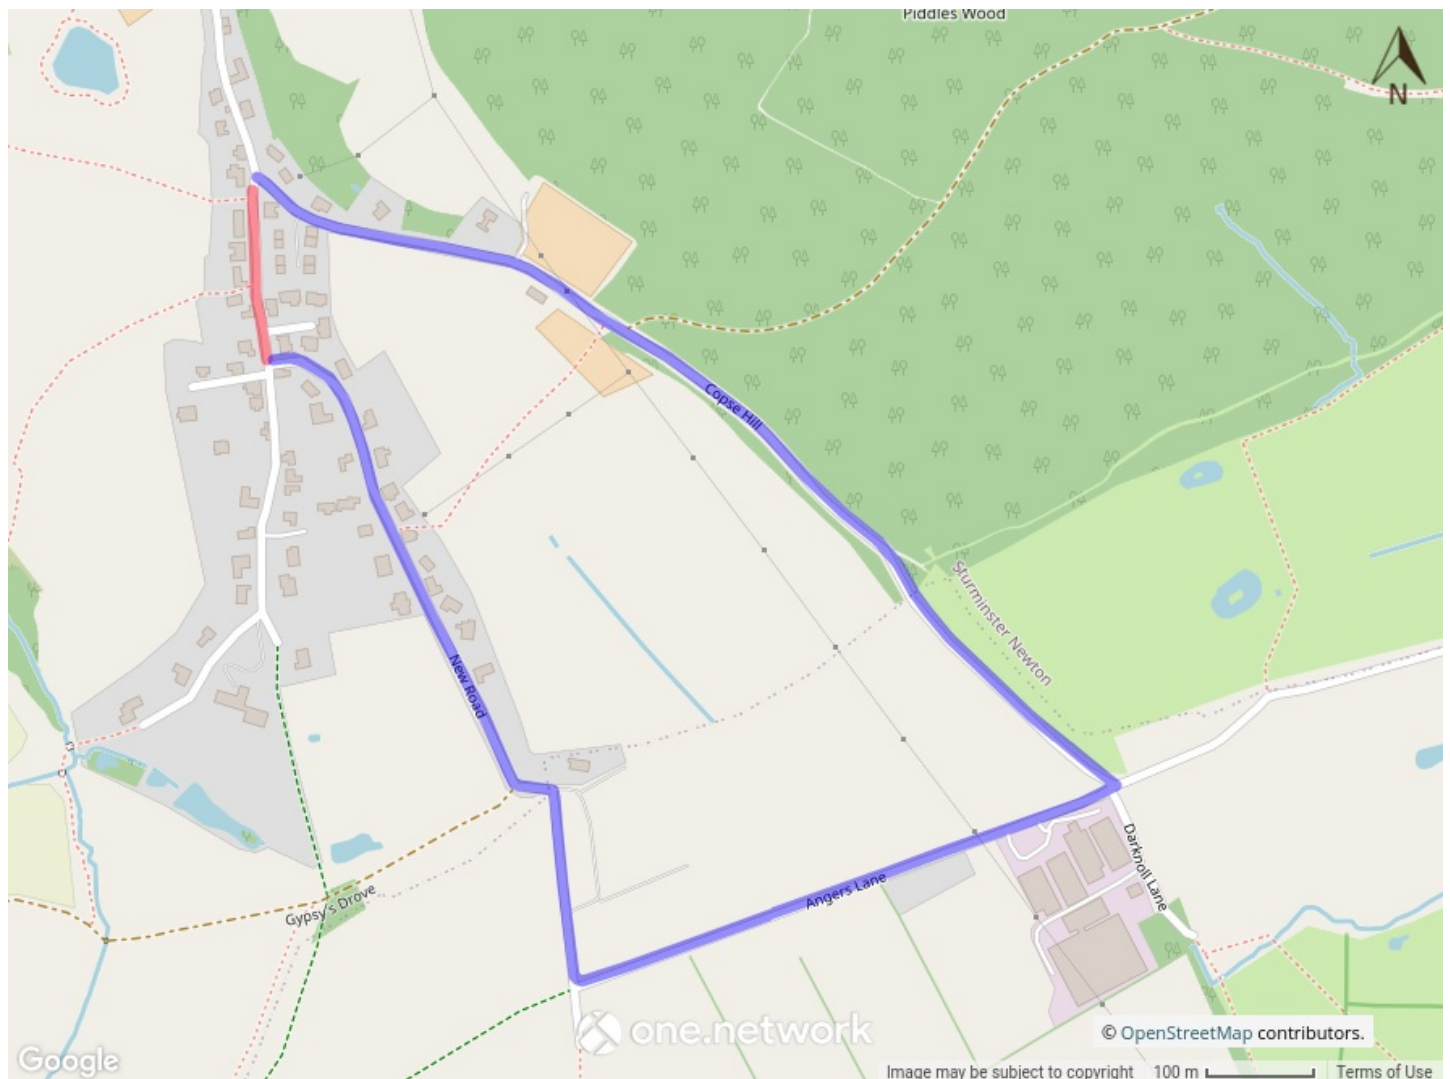 Piddles Wood
N
Copse Hill
Sturminster Newton
New Road
Darknoll Lane
Angers Lane
Gypsy's Drove
one.network
© OpenStreetMap contributors.
Google
Image may be subject to copyright 100 m Terms of Use